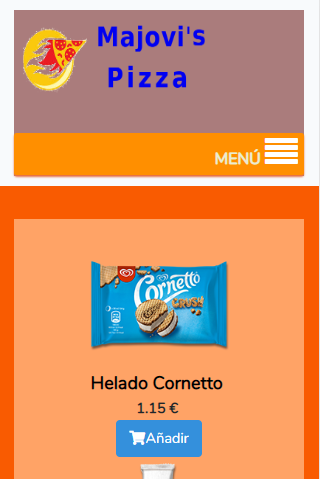 Majovi's
Pizza
MENÚ
Cornetto
CRUSH
Helado Cornetto
1.15 €
Añadir